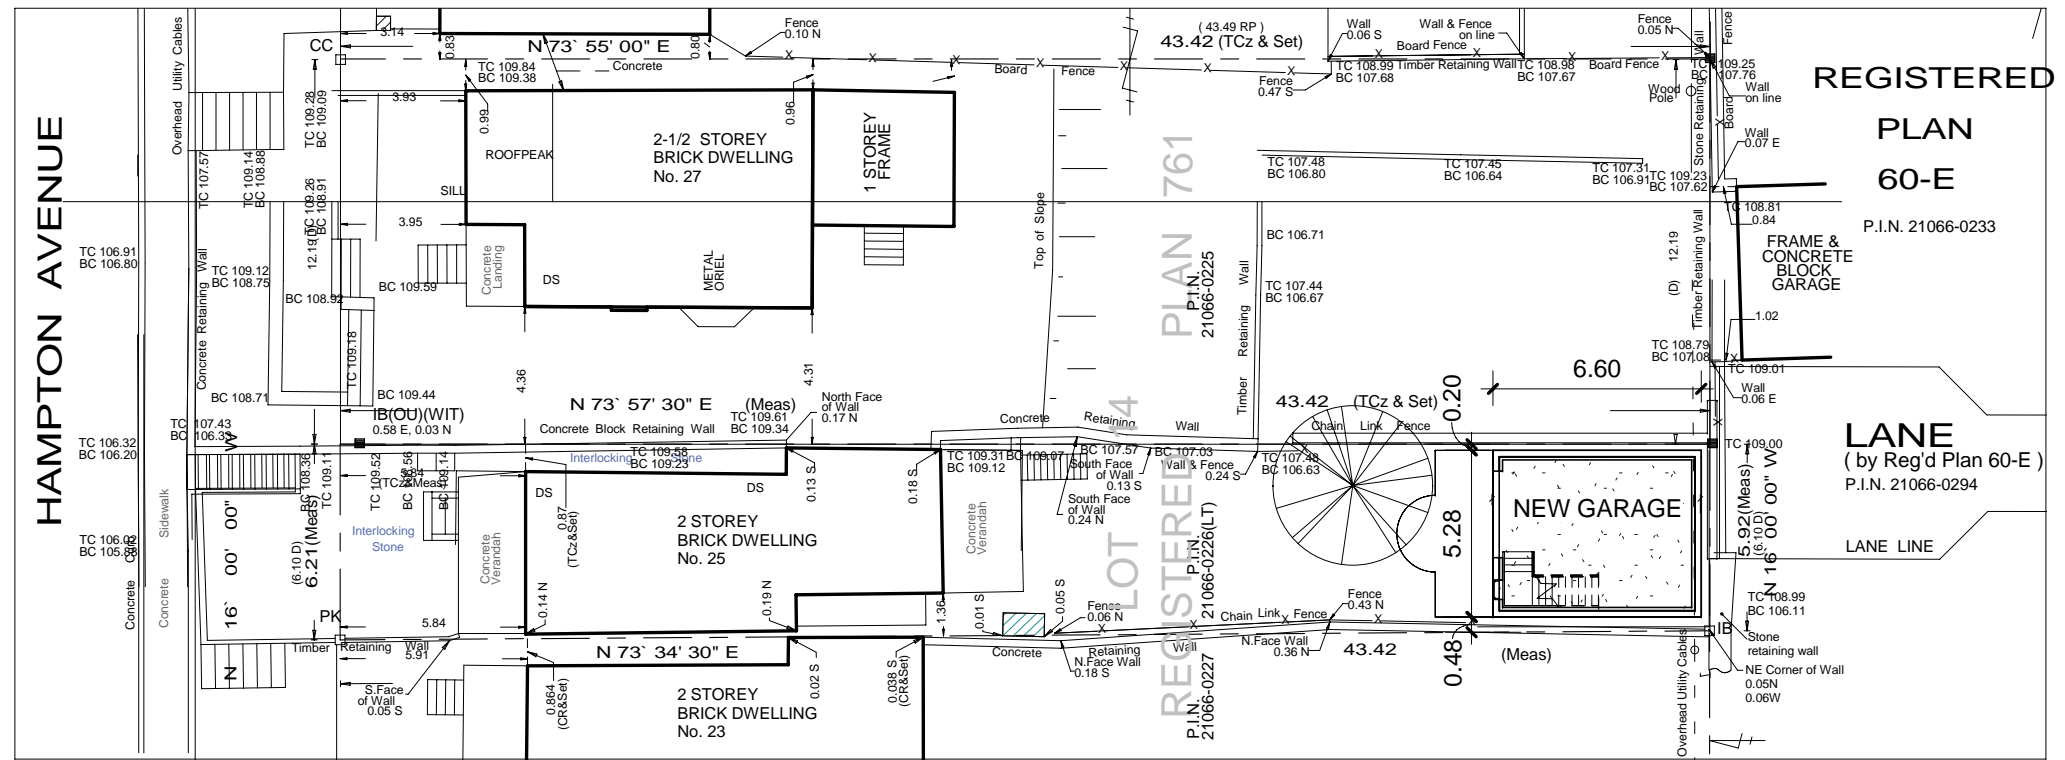 HAMPTON AVENUE
Overhead Utility Cables
CC
3.14
0.83
N 73` 55' 00" E
0.80
Fence
0.10 N
( 43.49 RP )
43.42 (TCz & Set)
Wall
0.06 S
Wall & Fence
on line
Board Fence
Fence
0.05 N
Wall
Fence
TC 109.84
BC 109.38
Concrete
Board
Fence
Fence
0.47 S
TC 108.99
BC 107.68
Timber Retaining Wall
TC 108.98
BC 107.67
Board Fence
TC 109.25
BC 107.76
Wood
Pole
Wall
on line
REGISTERED
PLAN
60-E
P.I.N. 21066-0233
TC 109.28
BC 109.09
3.93
0.99
0.96
TC 107.57
TC 109.14
BC 108.88
TC 109.26
BC 108.91
12.19 (D)
ROOFPEAK
SILL
2-1/2 STOREY
BRICK DWELLING
No. 27
1 STOREY
FRAME
Stone Retaining
Board
Wall
0.07 E
TC 107.48
BC 106.80
TC 107.45
BC 106.64
TC 107.31
BC 106.91
TC 109.23
BC 107.62
TC 108.81
0.84
3.95
TC 106.91
BC 106.80
Concrete Retaining Wall
TC 109.12
BC 108.75
BC 108.92
BC 109.59
Concrete
Landing
DS
METAL
ORIEL
Top of Slope
REGISTERED PLAN 761
LOT 14
P.I.N.
21066-0225
BC 106.71
TC 107.44
BC 106.67
Timber Retaining Wall
(D) 12.19
Timber Retaining Wall
FRAME &
CONCRETE
BLOCK
GARAGE
1.02
TC 108.79
BC 107.08
TC 109.01
Wall
0.06 E
TC 109.18
BC 108.71
BC 109.44
4.36
4.31
IB(OU)(WIT)
0.58 E, 0.03 N
N 73` 57' 30" E (Meas)
TC 109.61
BC 109.34
North Face
of Wall
0.17 N
Concrete Block Retaining Wall
Concrete
Retaining
Wall
43.42 (TCz & Set)
Chain Link Fence
0.20
6.60
TC 107.43
TC 106.32
BC 106.20
TC 109.58
BC 109.23
Interlocking Stone
TC 109.31
BC 109.12
BC 109.07
BC 107.57
BC 107.03
South Face
of Wall
0.13 S
Wall & Fence
0.24 S
TC 107.48
BC 106.63
TC 109.00
LANE
( by Reg'd Plan 60-E )
P.I.N. 21066-0294
BC 108.36
TC 109.11
TC 109.52
BC 109.14
5.84
(TCz&Meas)
DS
DS
0.87
(TCz&Set)
0.13 S
0.18 S
South Face
of Wall
0.24 N
Concrete
Verandah
Concrete
Sidewalk
Concrete
N 16` 00' 00" W
(6.10 D)
6.21(Meas)
Interlocking
Stone
Concrete
Verandah
2 STOREY
BRICK DWELLING
No. 25
P.I.N.
21066-0226(LT)
5.28
NEW GARAGE
5.92(Meas)
(6.10 D)
N 16` 00' 00" W
LANE LINE
PK
5.84
0.14 N
0.19 N
1.36
0.01 S
0.05 S
Fence
0.06 N
Chain Link Fence
Fence
0.43 N
TC 108.99
BC 106.11
IB
Timber Retaining Wall
5.91
N 73` 34' 30" E
Concrete
Retaining
Wall
N.Face Wall
0.18 S
N.Face Wall
0.36 N
43.42
0.48
(Meas)
Stone
retaining wall
S.Face
of Wall
0.05 S
0.864
(CR&Set)
2 STOREY
BRICK DWELLING
No. 23
0.02 S
0.038 S
(CR&Set)
P.I.N.
21066-0227
Overhead Utility Cables
NE Corner of Wall
0.05N
0.06W